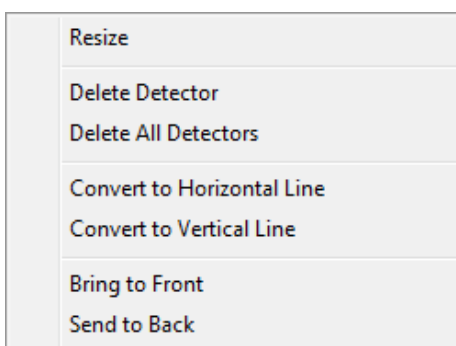 Resize
Delete Detector
Delete All Detectors
Convert to Horizontal Line
Convert to Vertical Line
Bring to Front
Send to Back